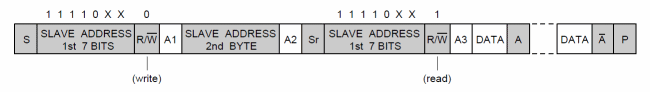 1 1 1 1 0 X X 0 1 1 1 1 0 X X 1
S SLAVE ADDRESS 1st 7 BITS R/W̅ A1 SLAVE ADDRESS 2nd BYTE A2 Sr SLAVE ADDRESS 1st 7 BITS R/W̅ A3 DATA A DATA A̅ P
(write) (read)